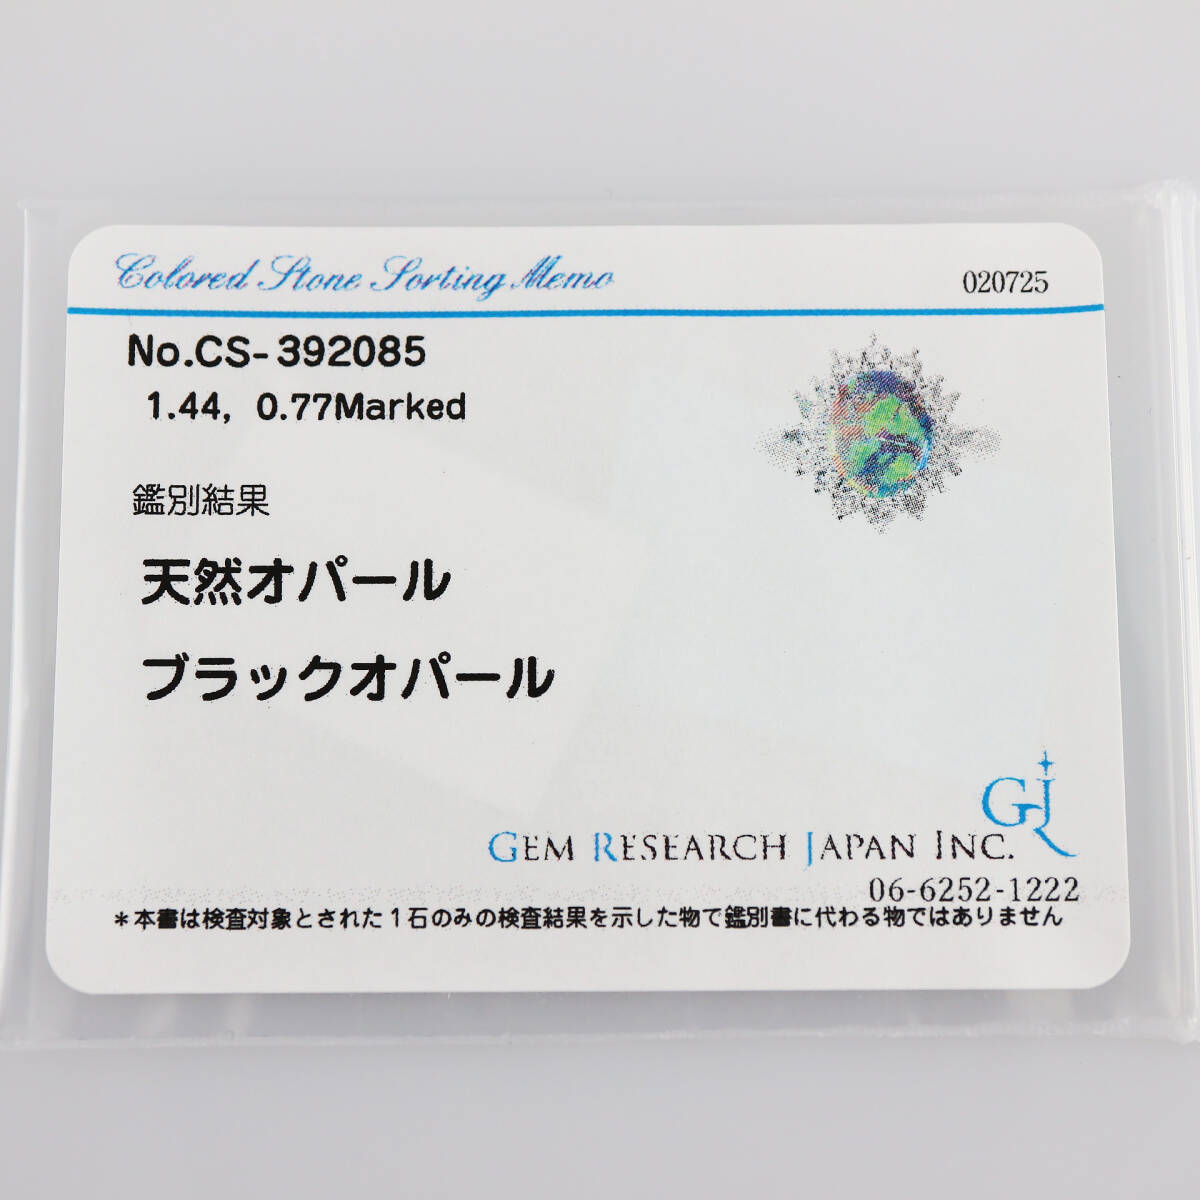 Colored Stone Sorting Memo
020725
No.CS-392085
1.44, 0.77Marked
鑑別結果
天然オパール
ブラックオパール
GJ
GEM RESEARCH JAPAN INC.
06-6252-1222
*本書は検査対象とされた1石のみの検査結果を示した物で鑑別書に代わる物ではありません